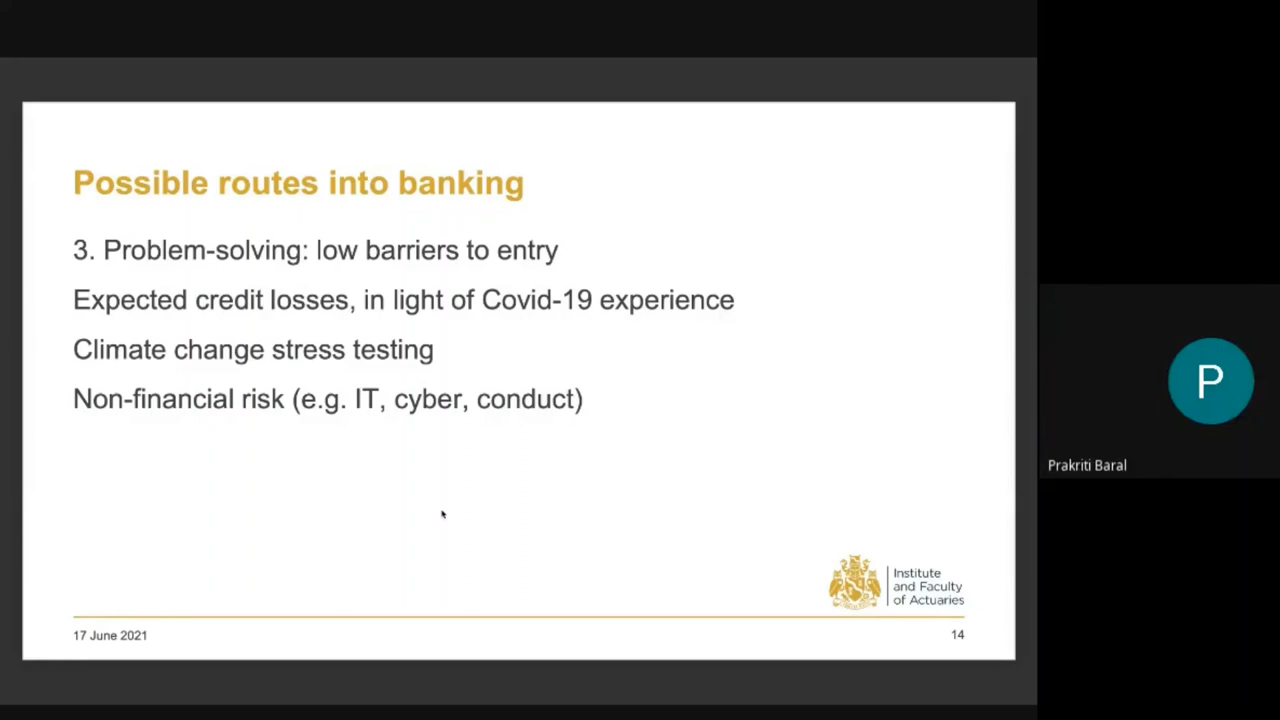 Possible routes into banking
3. Problem-solving: low barriers to entry
Expected credit losses, in light of Covid-19 experience
Climate change stress testing
Non-financial risk (e.g. IT, cyber, conduct)
Institute
and Faculty
of Actuaries
17 June 2021
14
P
Prakriti Baral